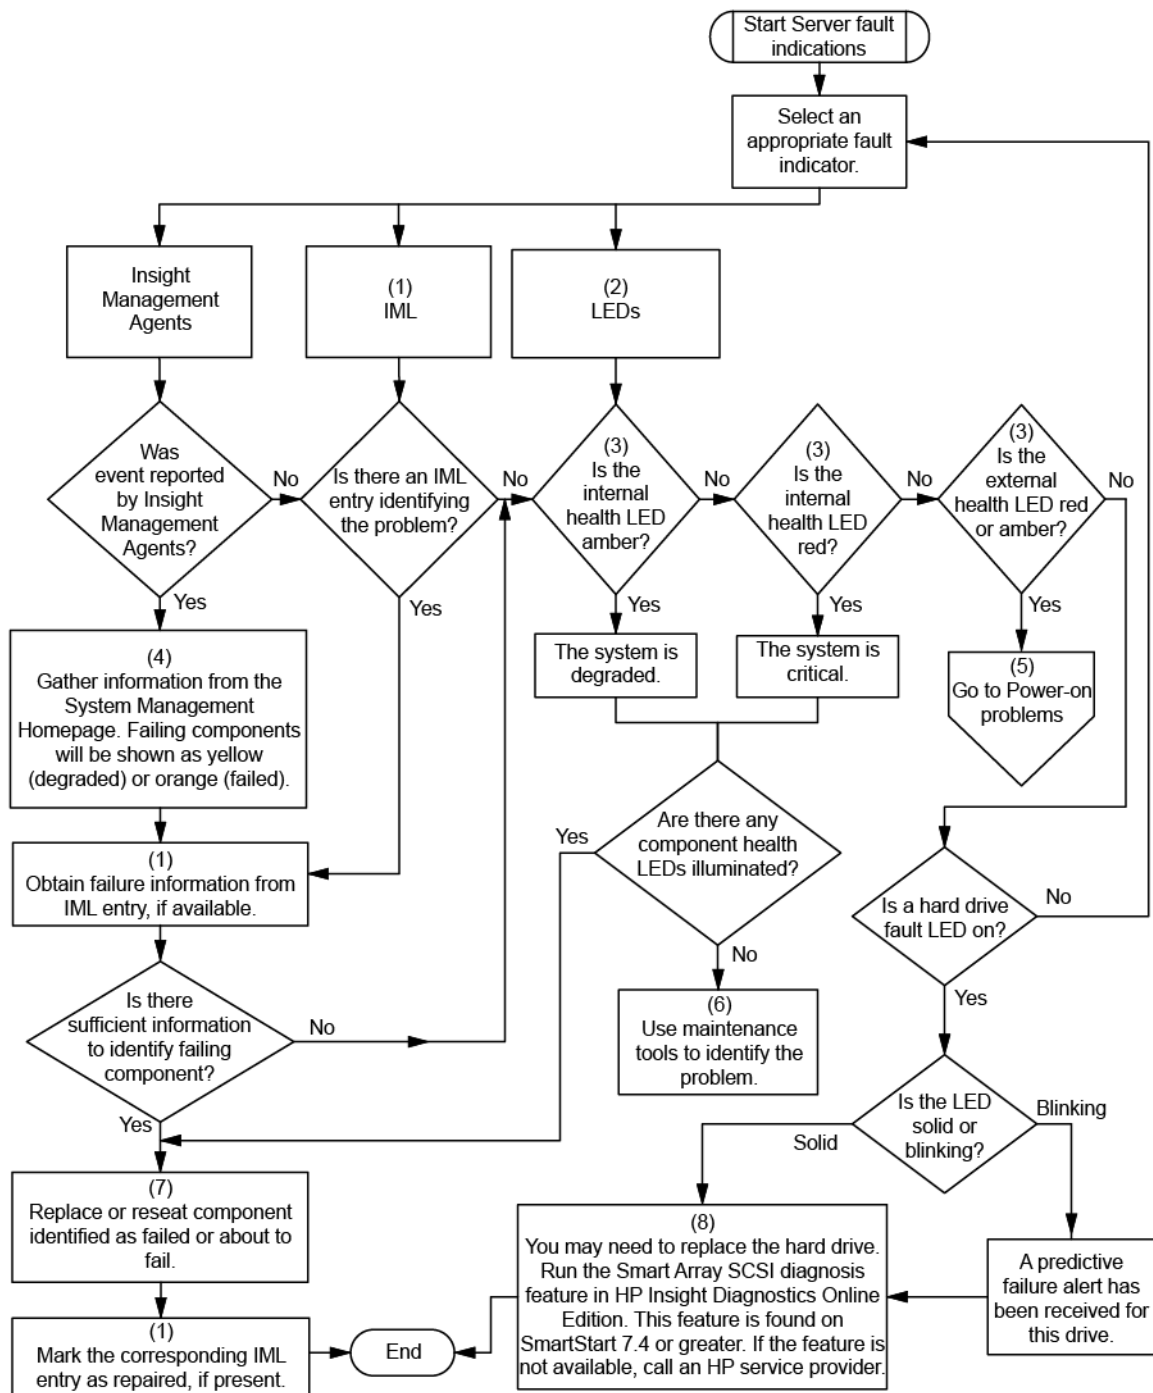 Start Server fault
indications
Select an
appropriate fault
indicator.
Insight
Management
Agents
(1)
IML
(2)
LEDs
Was
event reported
by Insight
Management
Agents?
No
Is there an IML
entry identifying
the problem?
No
(3)
Is the
internal
health LED
amber?
No
(3)
Is the
internal
health LED
red?
No
(3)
Is the
external
health LED red
or amber?
No
Yes
Yes
Yes
Yes
Yes
(4)
Gather information from the
System Management
Homepage. Failing components
will be shown as yellow
(degraded) or orange (failed).
The system is
degraded.
The system is
critical.
(5)
Go to Power-on
problems
(1)
Obtain failure information from
IML entry, if available.
Yes
Are there any
component health
LEDs illuminated?
No
Is a hard drive
fault LED on?
No
Yes
Is there
sufficient information
to identify failing
component?
No
Yes
(6)
Use maintenance
tools to identify the
problem.
Is the LED
solid or
blinking?
Solid
Blinking
(7)
Replace or reseat component
identified as failed or about to
fail.
(8)
You may need to replace the hard drive.
Run the Smart Array SCSI diagnosis
feature in HP Insight Diagnostics Online
Edition. This feature is found on
SmartStart 7.4 or greater. If the feature is
not available, call an HP service provider.
A predictive
failure alert has
been received for
this drive.
(1)
Mark the corresponding IML
entry as repaired, if present.
End